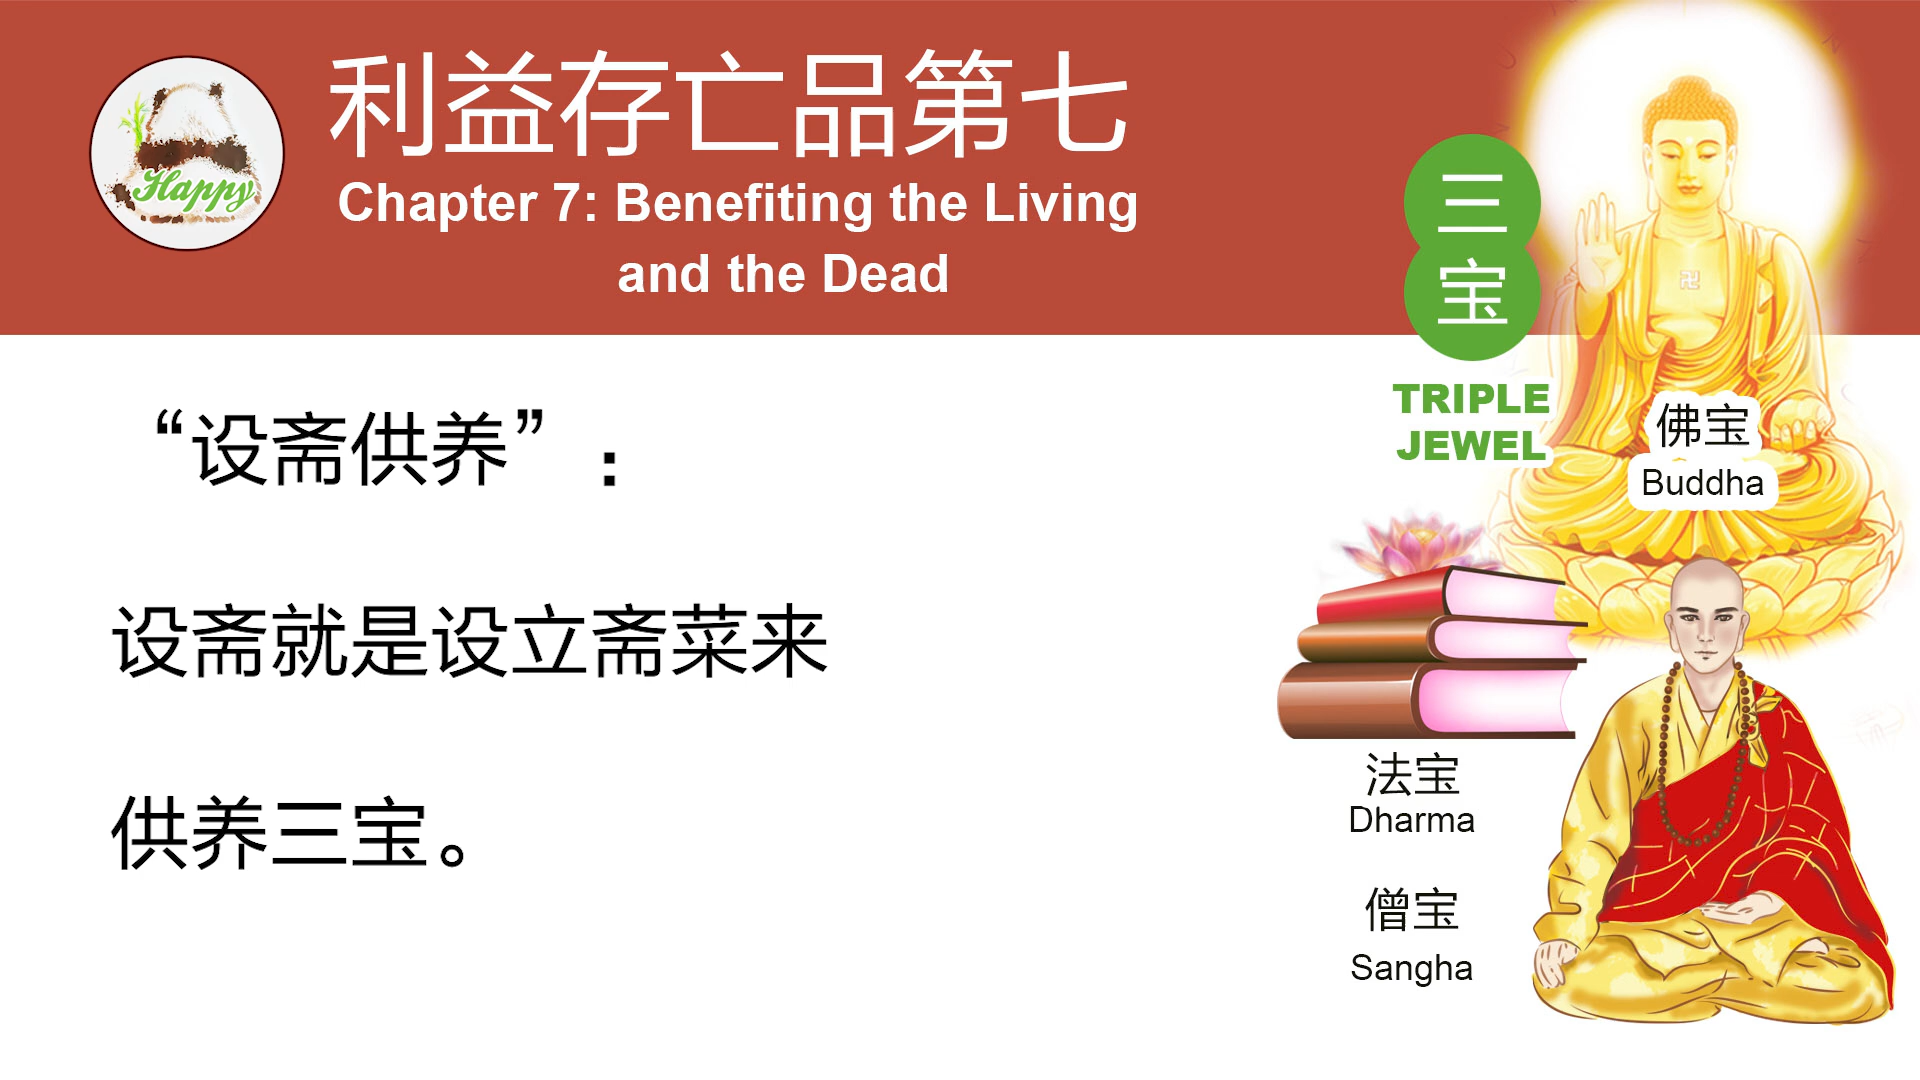 Happy
利益存亡品第七
Chapter 7: Benefiting the Living
and the Dead
三
宝
TRIPLE
JEWEL
佛宝
Buddha
“设斋供养”：
设斋就是设立斋菜来
供养三宝。
法宝
Dharma
僧宝
Sangha